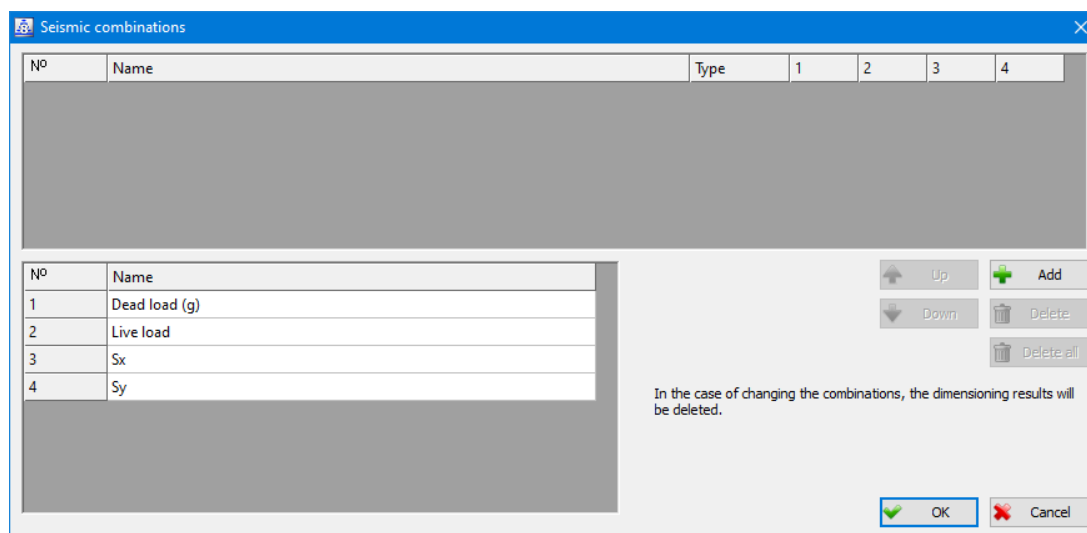 Seismic combinations
Nº Name Type 1 2 3 4
Nº Name
1 Dead load (g)
2 Live load
3 Sx
4 Sy
Up Add
Down Delete
Delete all
In the case of changing the combinations, the dimensioning results will
be deleted.
OK Cancel